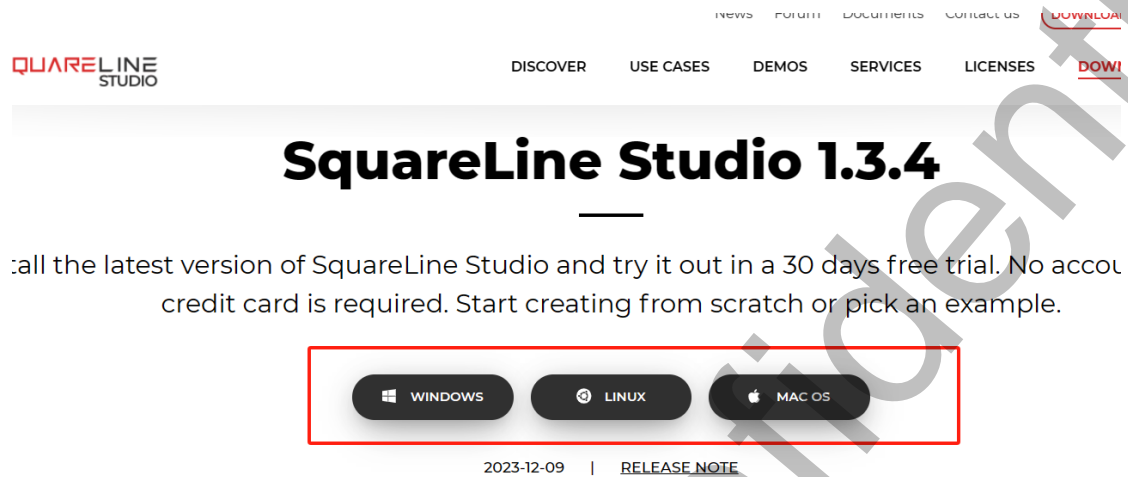 News Forum Documents Contact us DOWNLOA
QUARELINE
STUDIO
DISCOVER USE CASES DEMOS SERVICES LICENSES DOWN
SquareLine Studio 1.3.4
tall the latest version of SquareLine Studio and try it out in a 30 days free trial. No accou
credit card is required. Start creating from scratch or pick an example.
WINDOWS LINUX MAC OS
2023-12-09 | RELEASE NOTE
fident